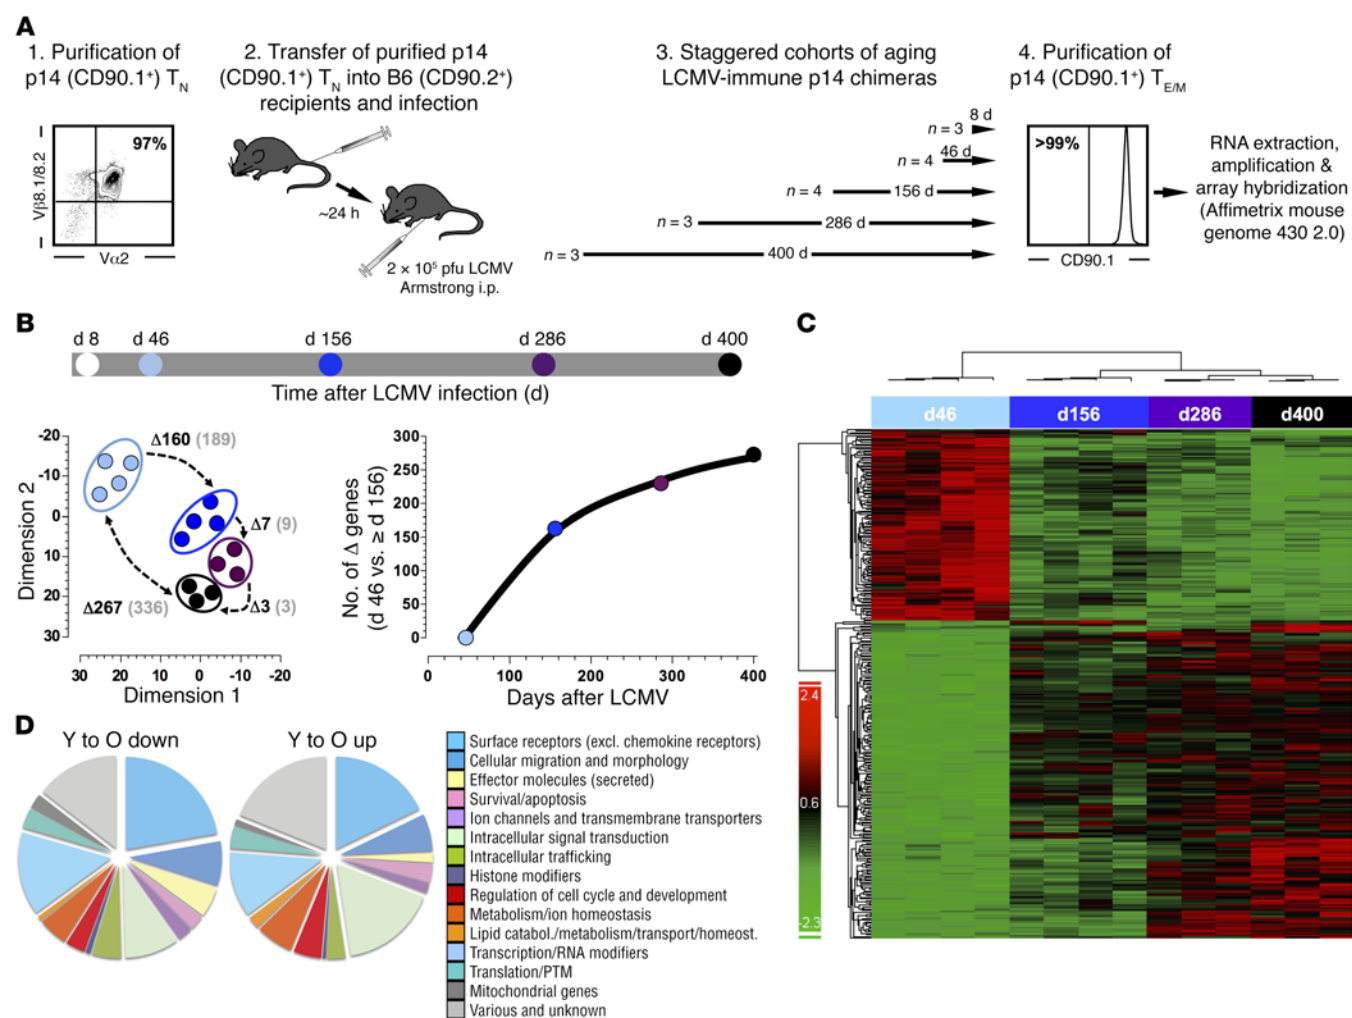 A
1. Purification of
p14 (CD90.1⁺) T_N
2. Transfer of purified p14
(CD90.1⁺) T_N into B6 (CD90.2⁺)
recipients and infection
3. Staggered cohorts of aging
LCMV-immune p14 chimeras
4. Purification of
p14 (CD90.1⁺) T_E/M
97%
Vβ8.1/8.2
Vα2
~24 h
2 × 10⁵ pfu LCMV
Armstrong i.p.
n = 3
8 d
n = 4
46 d
n = 4
156 d
n = 3
286 d
n = 3
400 d
>99%
CD90.1
RNA extraction,
amplification &
array hybridization
(Affimetrix mouse
genome 430 2.0)
B
d 8
d 46
d 156
d 286
d 400
Time after LCMV infection (d)
-20
-10
0
10
20
30
Dimension 2
30
20
10
0
-10
-20
Dimension 1
Δ160 (189)
Δ7 (9)
Δ3 (3)
Δ267 (336)
No. of Δ genes
(d 46 vs. ≥ d 156)
300
250
200
150
100
50
0
0
100
200
300
400
Days after LCMV
C
d46
d156
d286
d400
2.4
0.6
-2.3
D
Y to O down
Y to O up
Surface receptors (excl. chemokine receptors)
Cellular migration and morphology
Effector molecules (secreted)
Survival/apoptosis
Ion channels and transmembrane transporters
Intracellular signal transduction
Intracellular trafficking
Histone modifiers
Regulation of cell cycle and development
Metabolism/ion homeostasis
Lipid catabol./metabolism/transport/homeost.
Transcription/RNA modifiers
Translation/PTM
Mitochondrial genes
Various and unknown